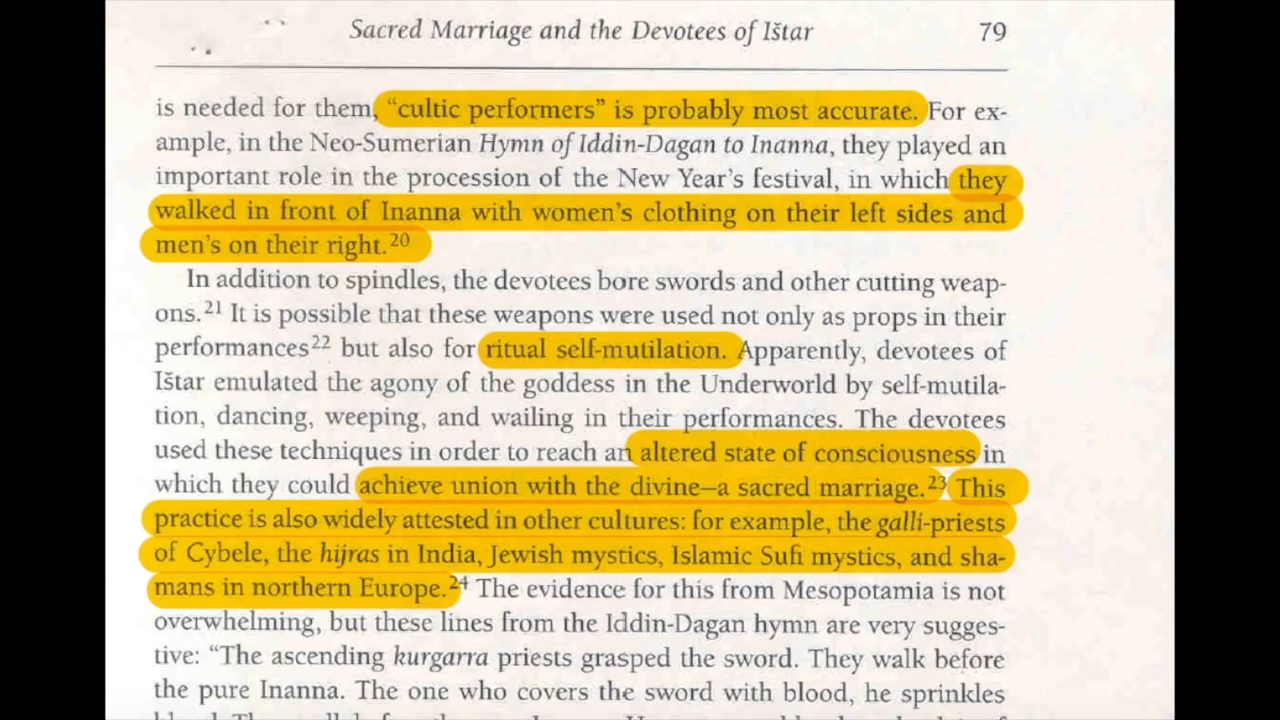 Sacred Marriage and the Devotees of Ištar 79
is needed for them, “cultic performers” is probably most accurate. For ex-
ample, in the Neo-Sumerian Hymn of Iddin-Dagan to Inanna, they played an
important role in the procession of the New Year’s festival, in which they
walked in front of Inanna with women’s clothing on their left sides and
men’s on their right.20
In addition to spindles, the devotees bore swords and other cutting weap-
ons.21 It is possible that these weapons were used not only as props in their
performances22 but also for ritual self-mutilation. Apparently, devotees of
Ištar emulated the agony of the goddess in the Underworld by self-mutila-
tion, dancing, weeping, and wailing in their performances. The devotees
used these techniques in order to reach an altered state of consciousness in
which they could achieve union with the divine—a sacred marriage.23 This
practice is also widely attested in other cultures: for example, the galli-priests
of Cybele, the hijras in India, Jewish mystics, Islamic Sufi mystics, and sha-
mans in northern Europe.24 The evidence for this from Mesopotamia is not
overwhelming, but these lines from the Iddin-Dagan hymn are very sugges-
tive: “The ascending kurgarra priests grasped the sword. They walk before
the pure Inanna. The one who covers the sword with blood, he sprinkles